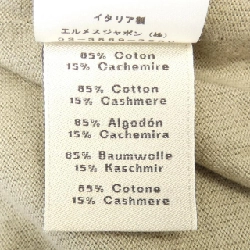 イタリア製
エルメスジャポン(株)
85% Coton
15% Cachemire
85% Cotton
15% Cashmere
85% Algodón
15% Cachemira
85% Baumwolle
15% Kaschmir
85% Cotone
15% Cashmere